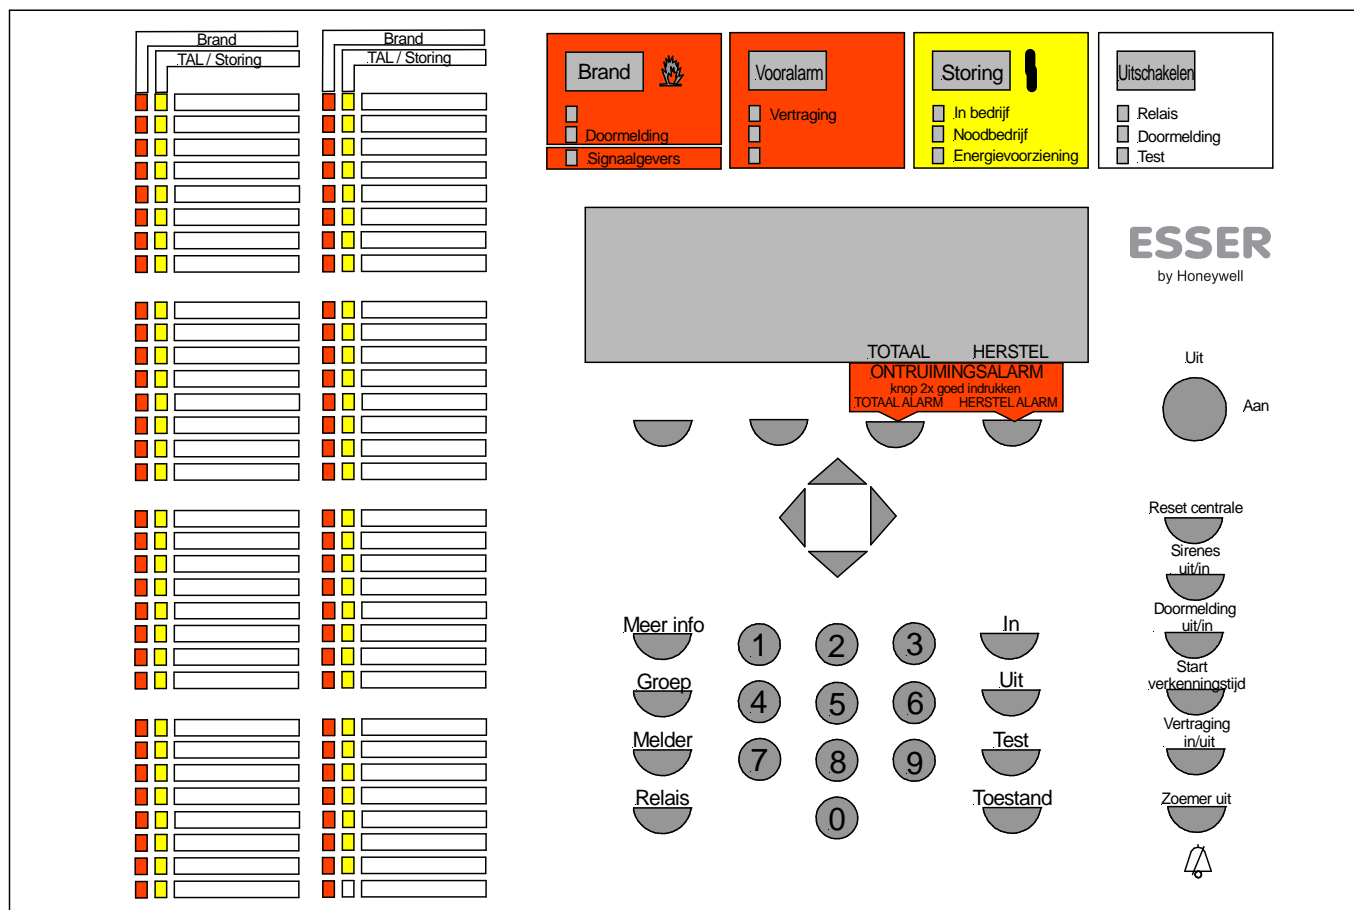 Brand
TAL / Storing
Brand
TAL / Storing
Brand
Doormelding
Signaalgevers
Vooralarm
Vertraging
Storing
In bedrijf
Noodbedrijf
Energievoorziening
Uitschakelen
Relais
Doormelding
Test
ESSER
by Honeywell
TOTAAL HERSTEL
ONTRUIMINGSALARM
knop 2x goed indrukken
TOTAAL ALARM HERSTEL ALARM
Uit
Aan
Reset centrale
Sirenes
uit/in
Doormelding
uit/in
Start
verkenningstijd
Vertraging
in/uit
Zoemer uit
Meer info
1 2 3
In
Groep
4 5 6
Uit
Melder
7 8 9
Test
Relais
0
Toestand